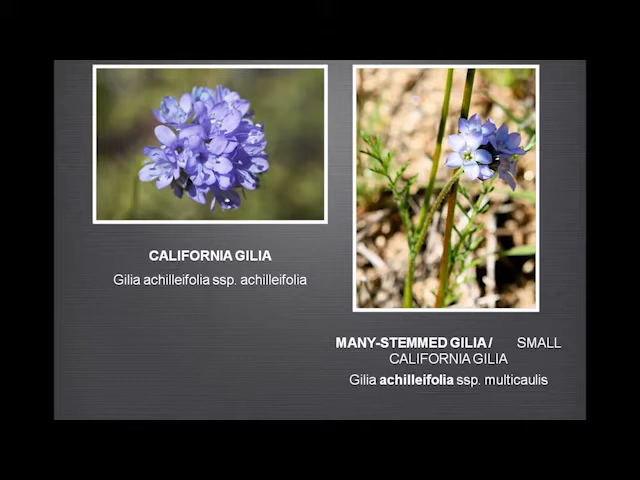 CALIFORNIA GILIA
Gilia achilleifolia ssp. achilleifolia
MANY-STEMMED GILIA / SMALL
CALIFORNIA GILIA
Gilia achilleifolia ssp. multicaulis